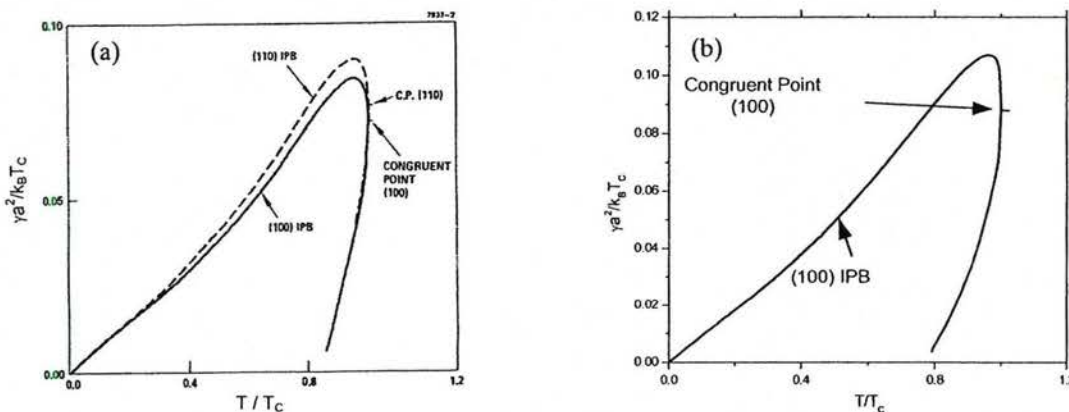 7937-2
0.10
(a)
(110) IPB
C.P. (110)
CONGRUENT
POINT
(100)
0.05
(100) IPB
γa²/k_BT_C
0.00
0.0
0.4
0.8
1.2
T / T_C
(b)
0.12
0.10
Congruent Point
(100)
0.08
0.06
0.04
(100) IPB
0.02
0.00
γa²/k_BT_C
0.0
0.4
0.8
1.2
T/T_c